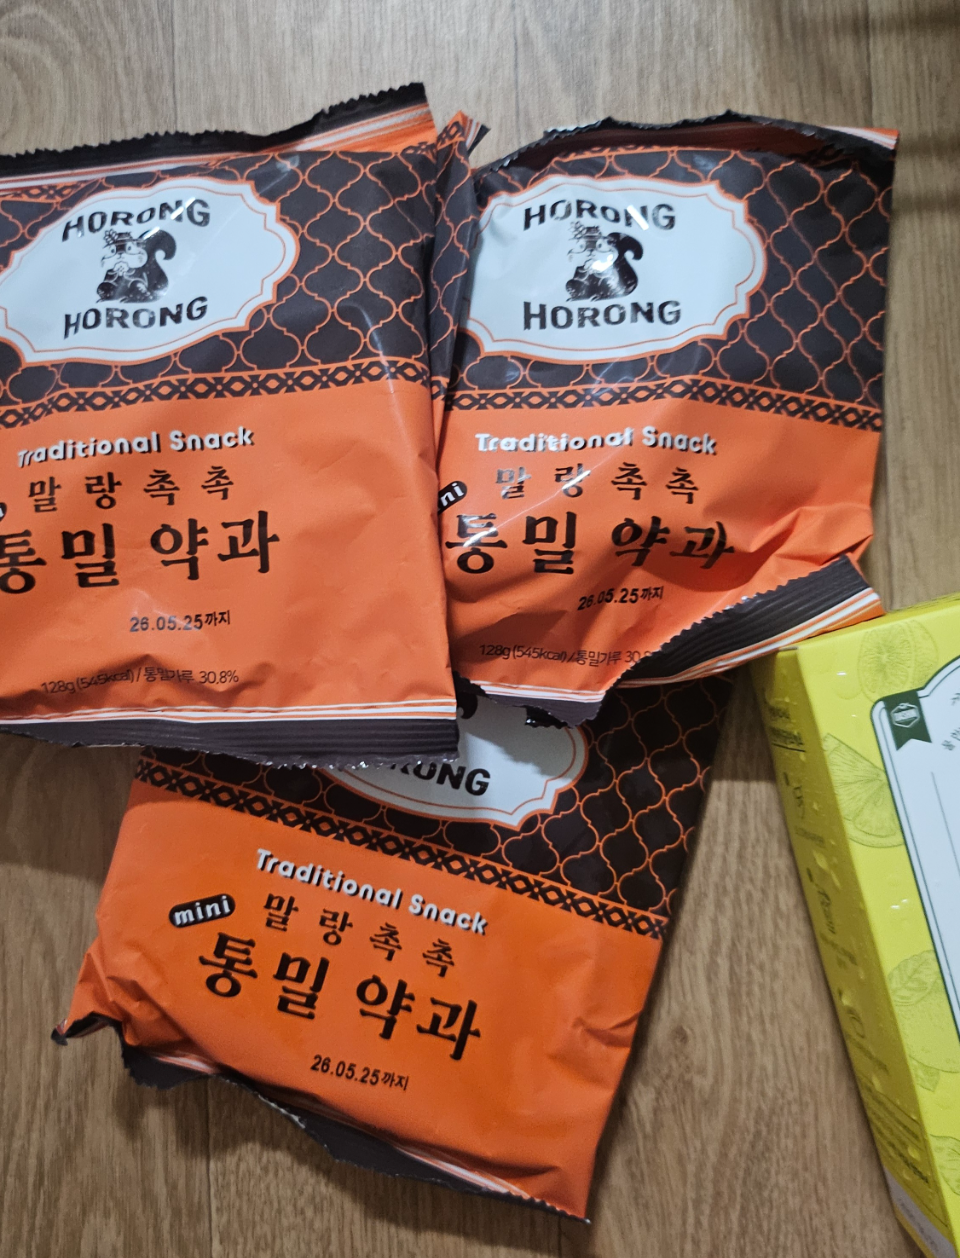 HORONG
HORONG
Traditional Snack
말랑촉촉
통밀 약과
26.05.25까지
128g(545kcal) / 통밀가루 30.8%
HORONG
HORONG
Traditional Snack
mini
말랑촉촉
통밀 약과
26.05.25까지
128g(545kcal) / 통밀가루
Traditional Snack
mini
말랑촉촉
통밀 약과
26.05.25까지